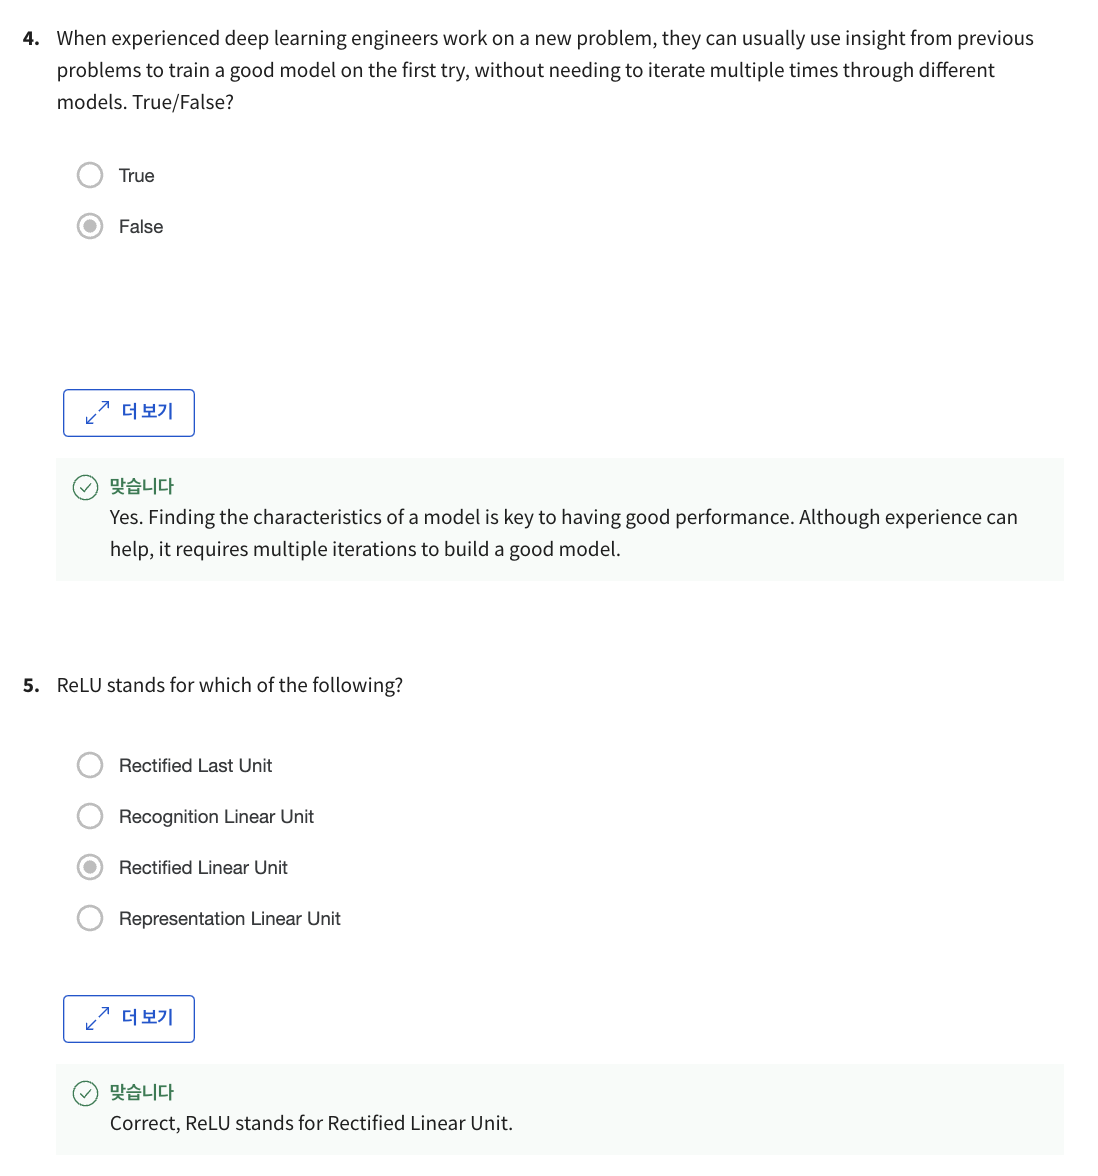 4. When experienced deep learning engineers work on a new problem, they can usually use insight from previous
problems to train a good model on the first try, without needing to iterate multiple times through different
models. True/False?
True
False
더 보기
맞습니다
Yes. Finding the characteristics of a model is key to having good performance. Although experience can
help, it requires multiple iterations to build a good model.
5. ReLU stands for which of the following?
Rectified Last Unit
Recognition Linear Unit
Rectified Linear Unit
Representation Linear Unit
더 보기
맞습니다
Correct, ReLU stands for Rectified Linear Unit.